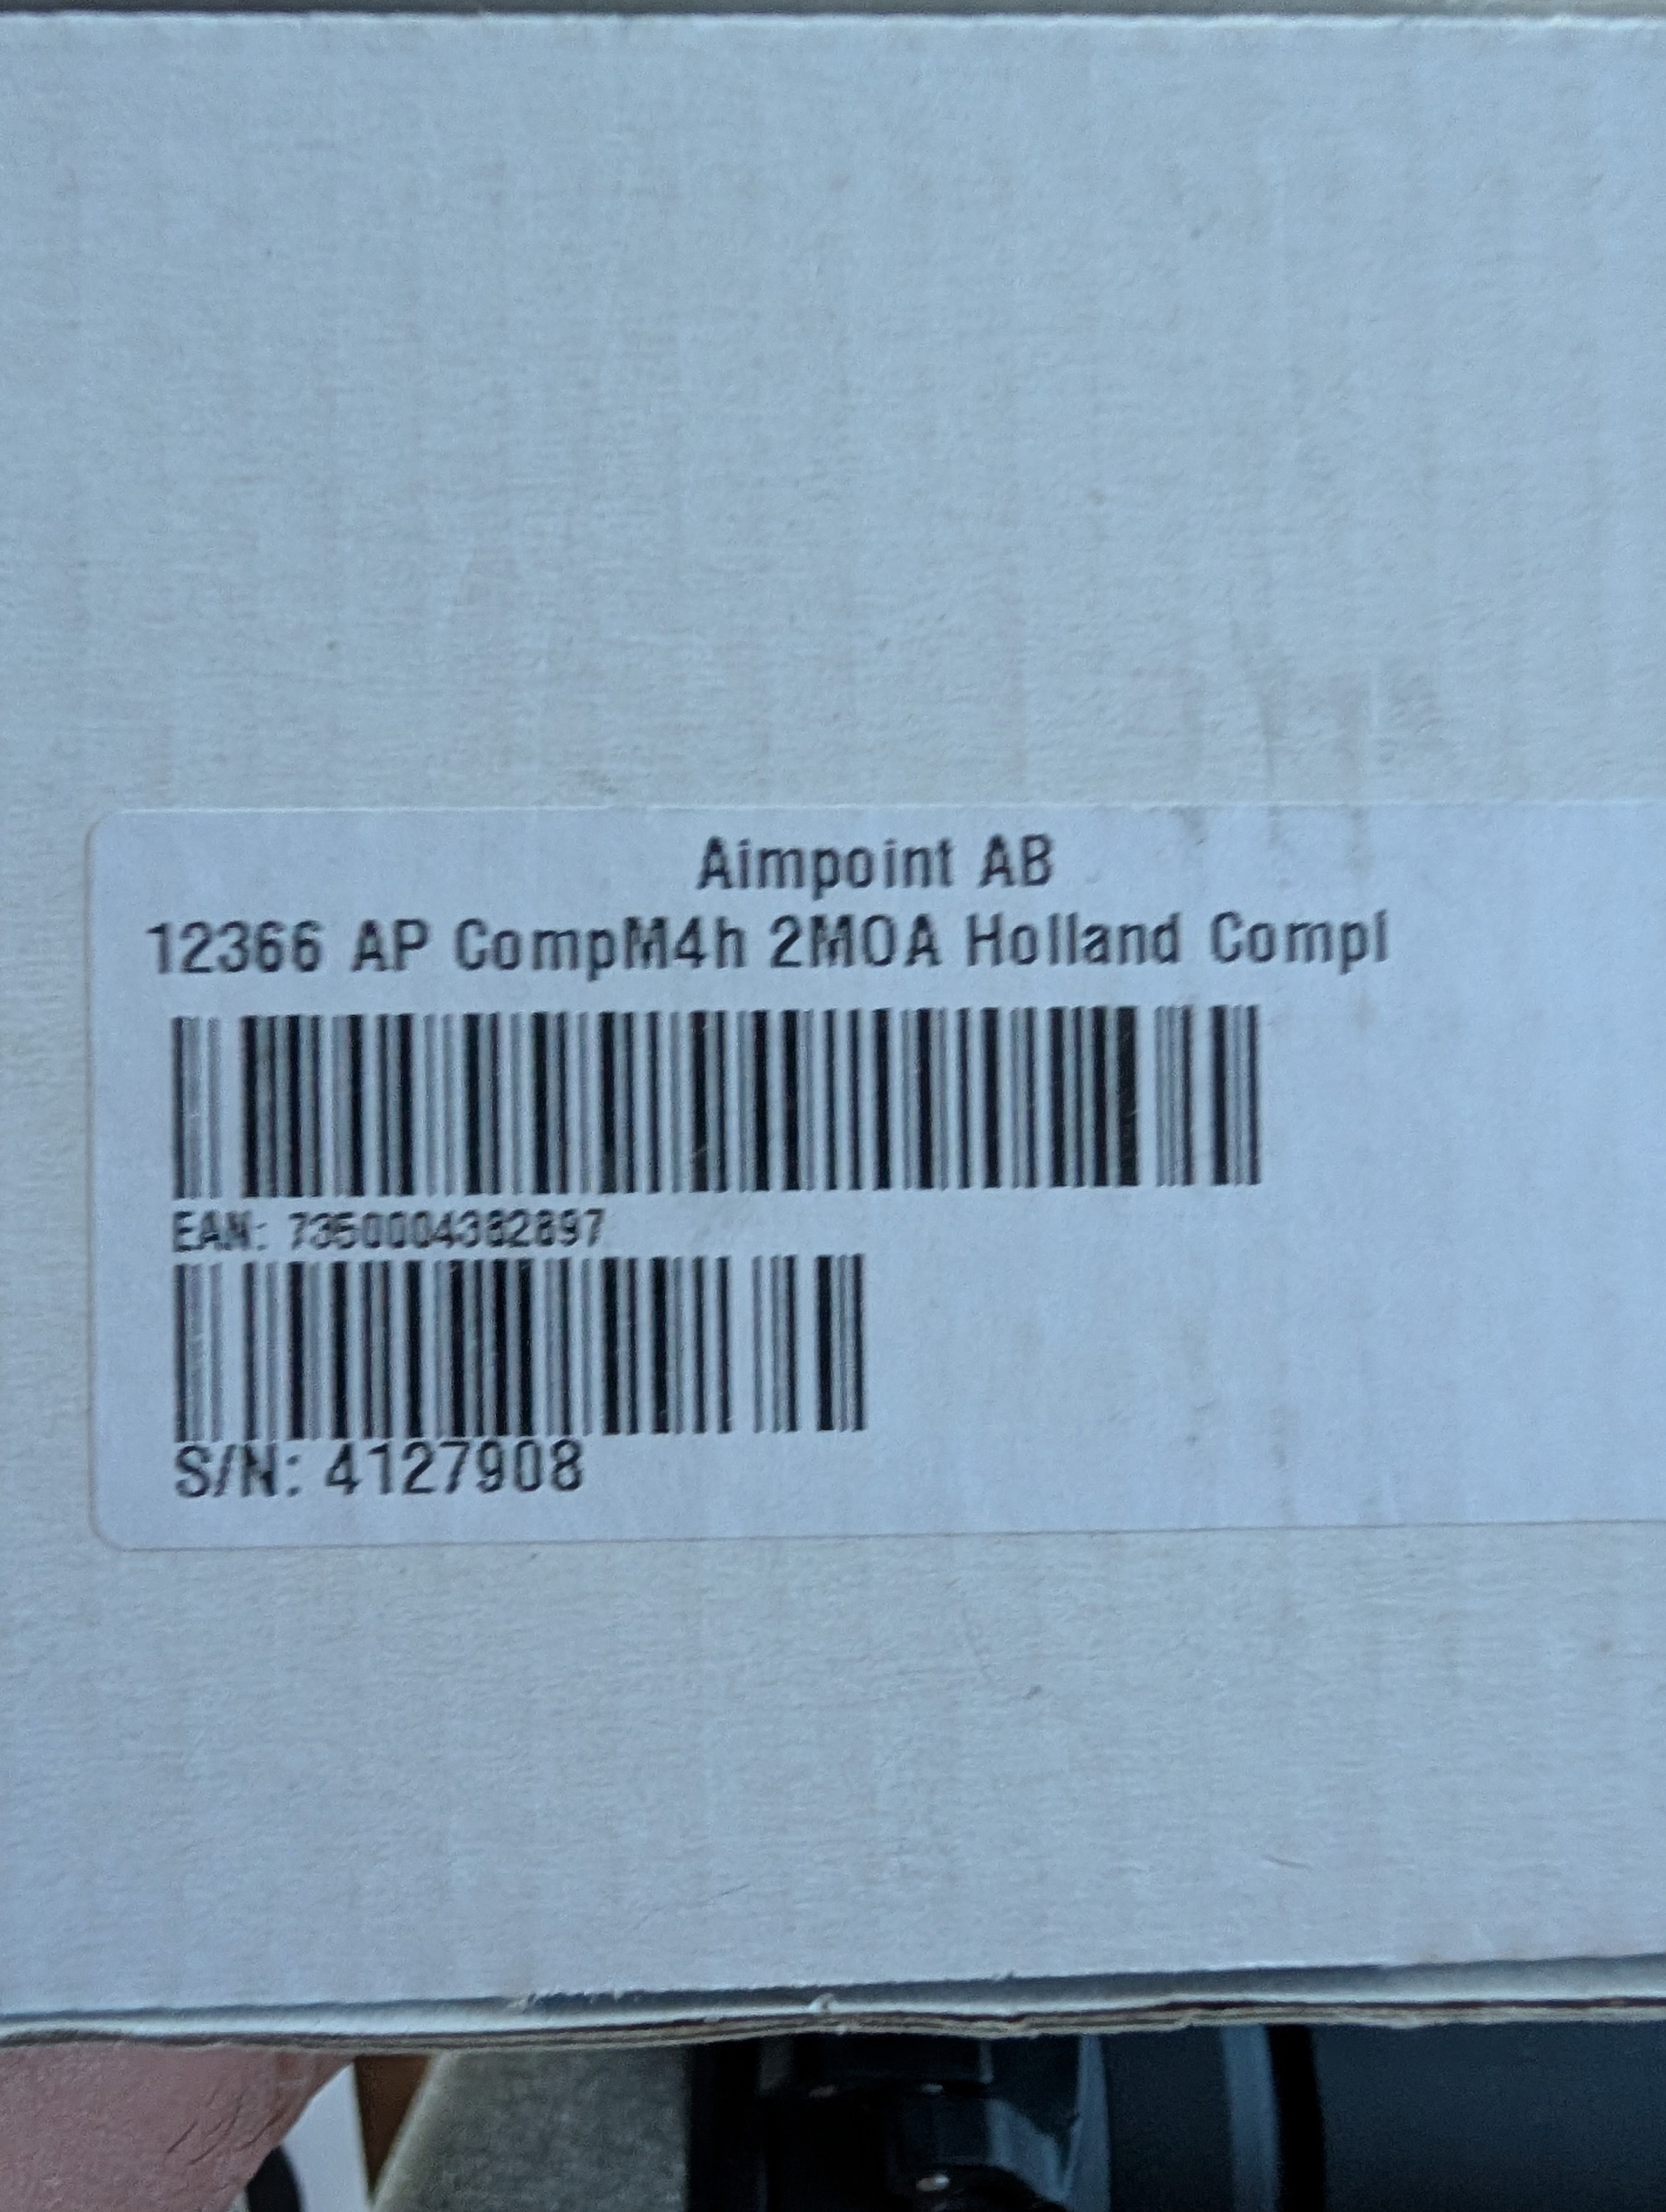 Aimpoint AB
12366 AP CompM4h 2MOA Holland Compl
EAN: 7350004382897
S/N: 4127908